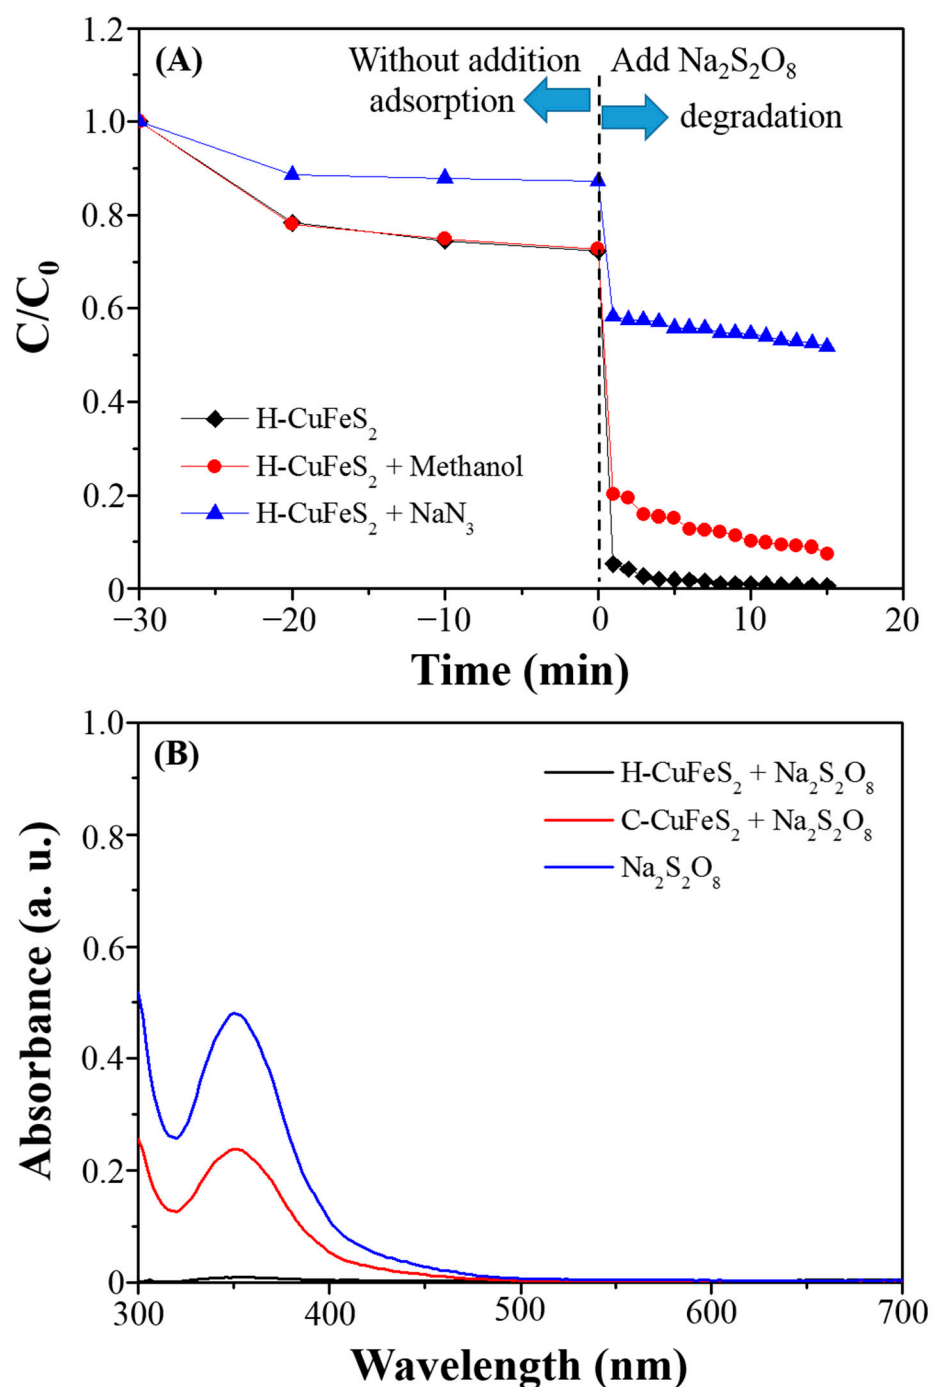 1.2
(A)
Without addition
adsorption
Add Na₂S₂O₈
degradation
1.0
0.8
0.6
0.4
0.2
0
C/C₀
H-CuFeS₂
H-CuFeS₂ + Methanol
H-CuFeS₂ + NaN₃
−30 −20 −10 0 10 20
Time (min)
1.0
(B)
H-CuFeS₂ + Na₂S₂O₈
C-CuFeS₂ + Na₂S₂O₈
Na₂S₂O₈
0.8
0.6
0.4
0.2
0
Absorbance (a. u.)
300 400 500 600 700
Wavelength (nm)